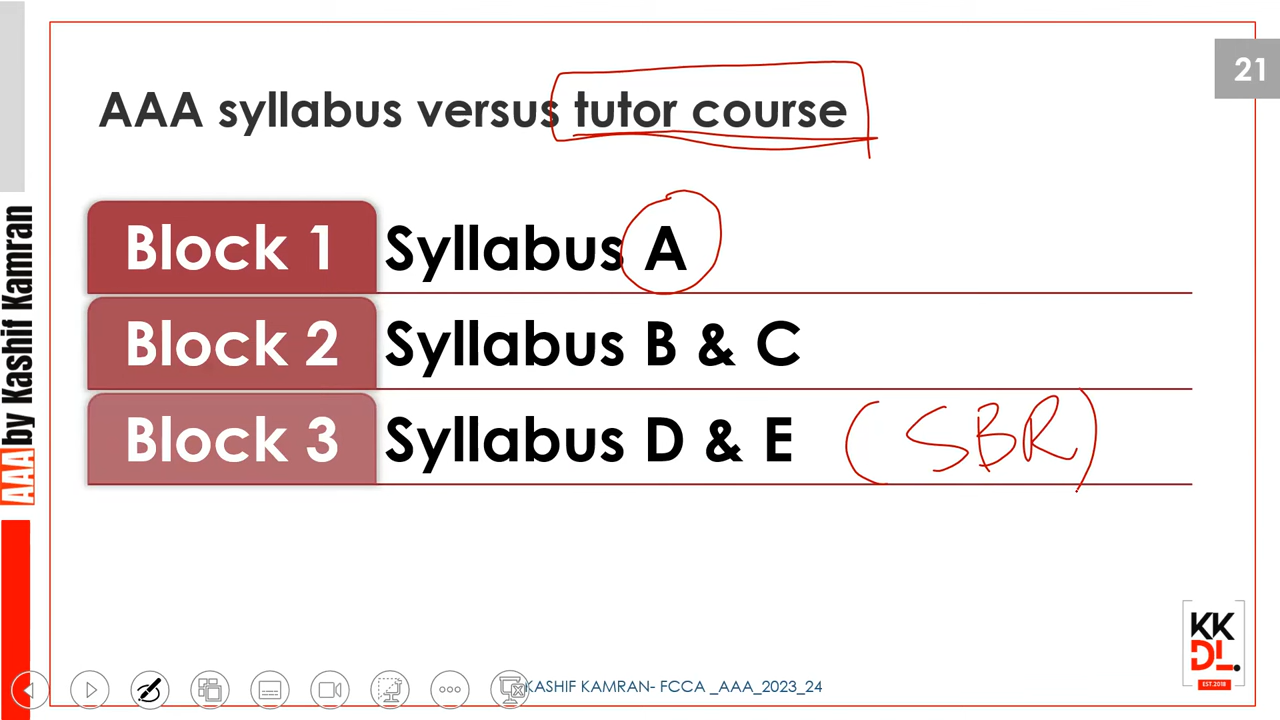 21
AAA syllabus versus tutor course
Block 1 Syllabus A
Block 2 Syllabus B & C
Block 3 Syllabus D & E (SBR)
AAA by Kashif Kamran
KK
DL.
EST.2018
KASHIF KAMRAN- FCCA _AAA_2023_24